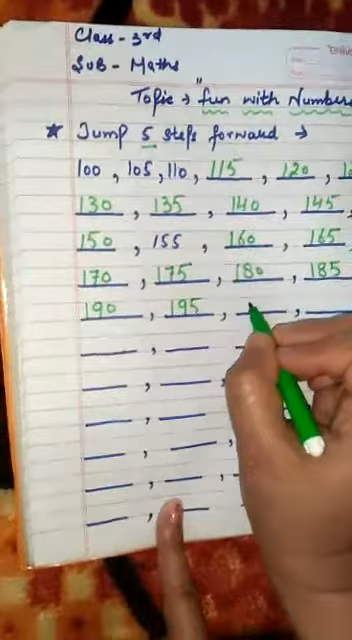 Class - 3rd
Sub - Maths
Topic → "fun with Numbers
★ Jump 5 steps forward →
100, 105, 110, 115, 120,
130, 135, 140, 145,
150, 155, 160, 165
170, 175, 180, 185
190, 195,